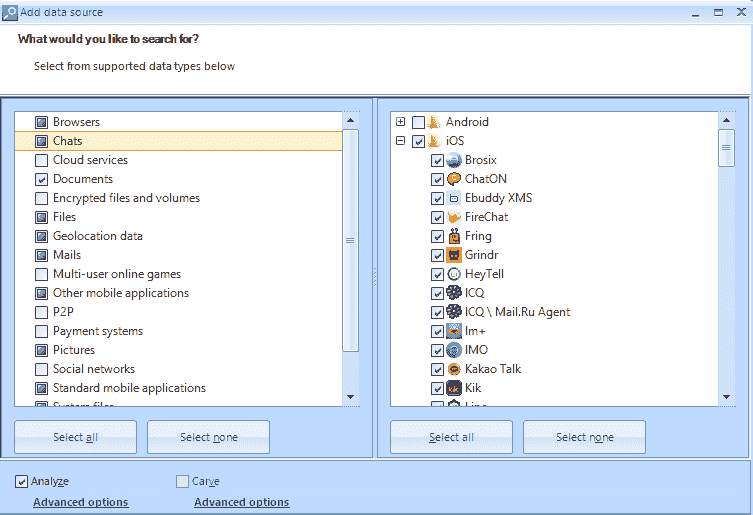 Add data source
What would you like to search for?
Select from supported data types below
Browsers
Chats
Cloud services
Documents
Encrypted files and volumes
Files
Geolocation data
Mails
Multi-user online games
Other mobile applications
P2P
Payment systems
Pictures
Social networks
Standard mobile applications
System files
Select all
Select none
Android
iOS
Brosix
ChatON
Ebuddy XMS
FireChat
Fring
Grindr
HeyTell
ICQ
ICQ \ Mail.Ru Agent
Im+
IMO
Kakao Talk
Kik
Line
Select all
Select none
Analyze
Carve
Advanced options
Advanced options